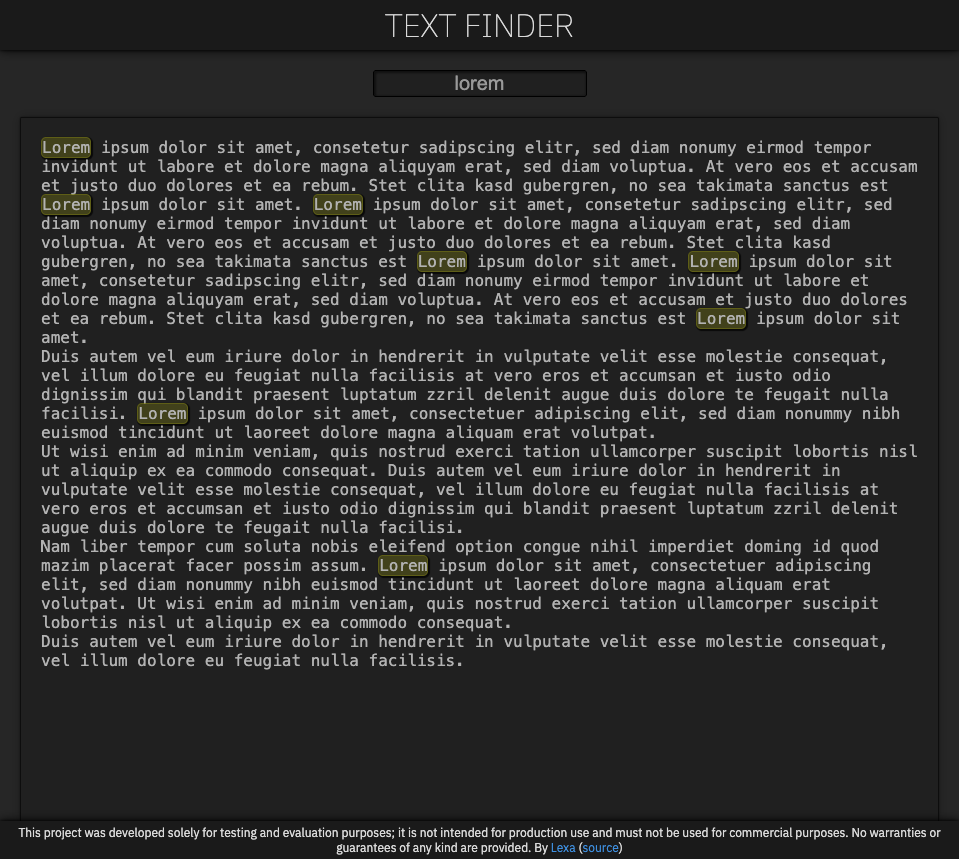 TEXT FINDER
lorem
Lorem ipsum dolor sit amet, consetetur sadipscing elitr, sed diam nonumy eirmod tempor
invidunt ut labore et dolore magna aliquyam erat, sed diam voluptua. At vero eos et accusam
et justo duo dolores et ea rebum. Stet clita kasd gubergren, no sea takimata sanctus est
Lorem ipsum dolor sit amet. Lorem ipsum dolor sit amet, consetetur sadipscing elitr, sed
diam nonumy eirmod tempor invidunt ut labore et dolore magna aliquyam erat, sed diam
voluptua. At vero eos et accusam et justo duo dolores et ea rebum. Stet clita kasd
gubergren, no sea takimata sanctus est Lorem ipsum dolor sit amet. Lorem ipsum dolor sit
amet, consetetur sadipscing elitr, sed diam nonumy eirmod tempor invidunt ut labore et
dolore magna aliquyam erat, sed diam voluptua. At vero eos et accusam et justo duo dolores
et ea rebum. Stet clita kasd gubergren, no sea takimata sanctus est Lorem ipsum dolor sit
amet.
Duis autem vel eum iriure dolor in hendrerit in vulputate velit esse molestie consequat,
vel illum dolore eu feugiat nulla facilisis at vero eros et accumsan et iusto odio
dignissim qui blandit praesent luptatum zzril delenit augue duis dolore te feugait nulla
facilisi. Lorem ipsum dolor sit amet, consectetuer adipiscing elit, sed diam nonummy nibh
euismod tincidunt ut laoreet dolore magna aliquam erat volutpat.
Ut wisi enim ad minim veniam, quis nostrud exerci tation ullamcorper suscipit lobortis nisl
ut aliquip ex ea commodo consequat. Duis autem vel eum iriure dolor in hendrerit in
vulputate velit esse molestie consequat, vel illum dolore eu feugiat nulla facilisis at
vero eros et accumsan et iusto odio dignissim qui blandit praesent luptatum zzril delenit
augue duis dolore te feugait nulla facilisi.
Nam liber tempor cum soluta nobis eleifend option congue nihil imperdiet doming id quod
mazim placerat facer possim assum. Lorem ipsum dolor sit amet, consectetuer adipiscing
elit, sed diam nonummy nibh euismod tincidunt ut laoreet dolore magna aliquam erat
volutpat. Ut wisi enim ad minim veniam, quis nostrud exerci tation ullamcorper suscipit
lobortis nisl ut aliquip ex ea commodo consequat.
Duis autem vel eum iriure dolor in hendrerit in vulputate velit esse molestie consequat,
vel illum dolore eu feugiat nulla facilisis.
This project was developed solely for testing and evaluation purposes; it is not intended for production use and must not be used for commercial purposes. No warranties or
guarantees of any kind are provided. By Lexa (source)